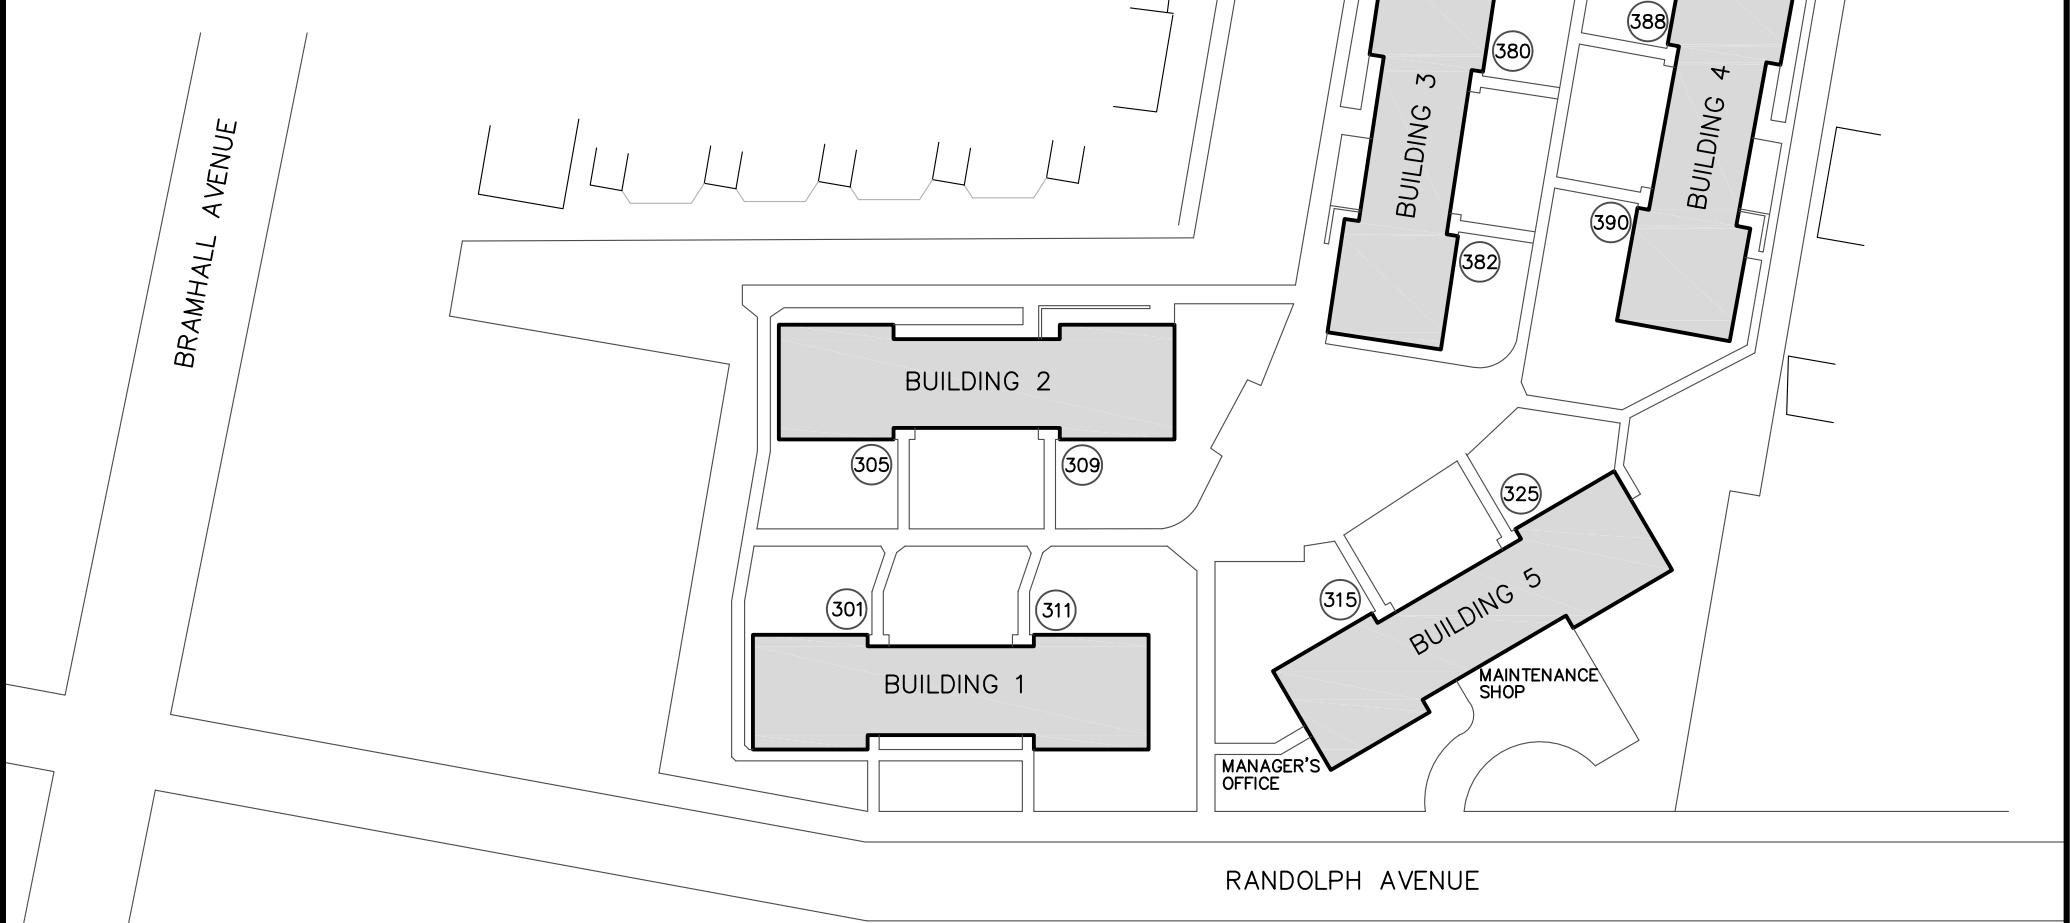 388
380
BUILDING 3
BUILDING 4
BRAMHALL AVENUE
390
382
BUILDING 2
305
309
325
301
311
315
BUILDING 5
BUILDING 1
MAINTENANCE
SHOP
MANAGER'S
OFFICE
RANDOLPH AVENUE